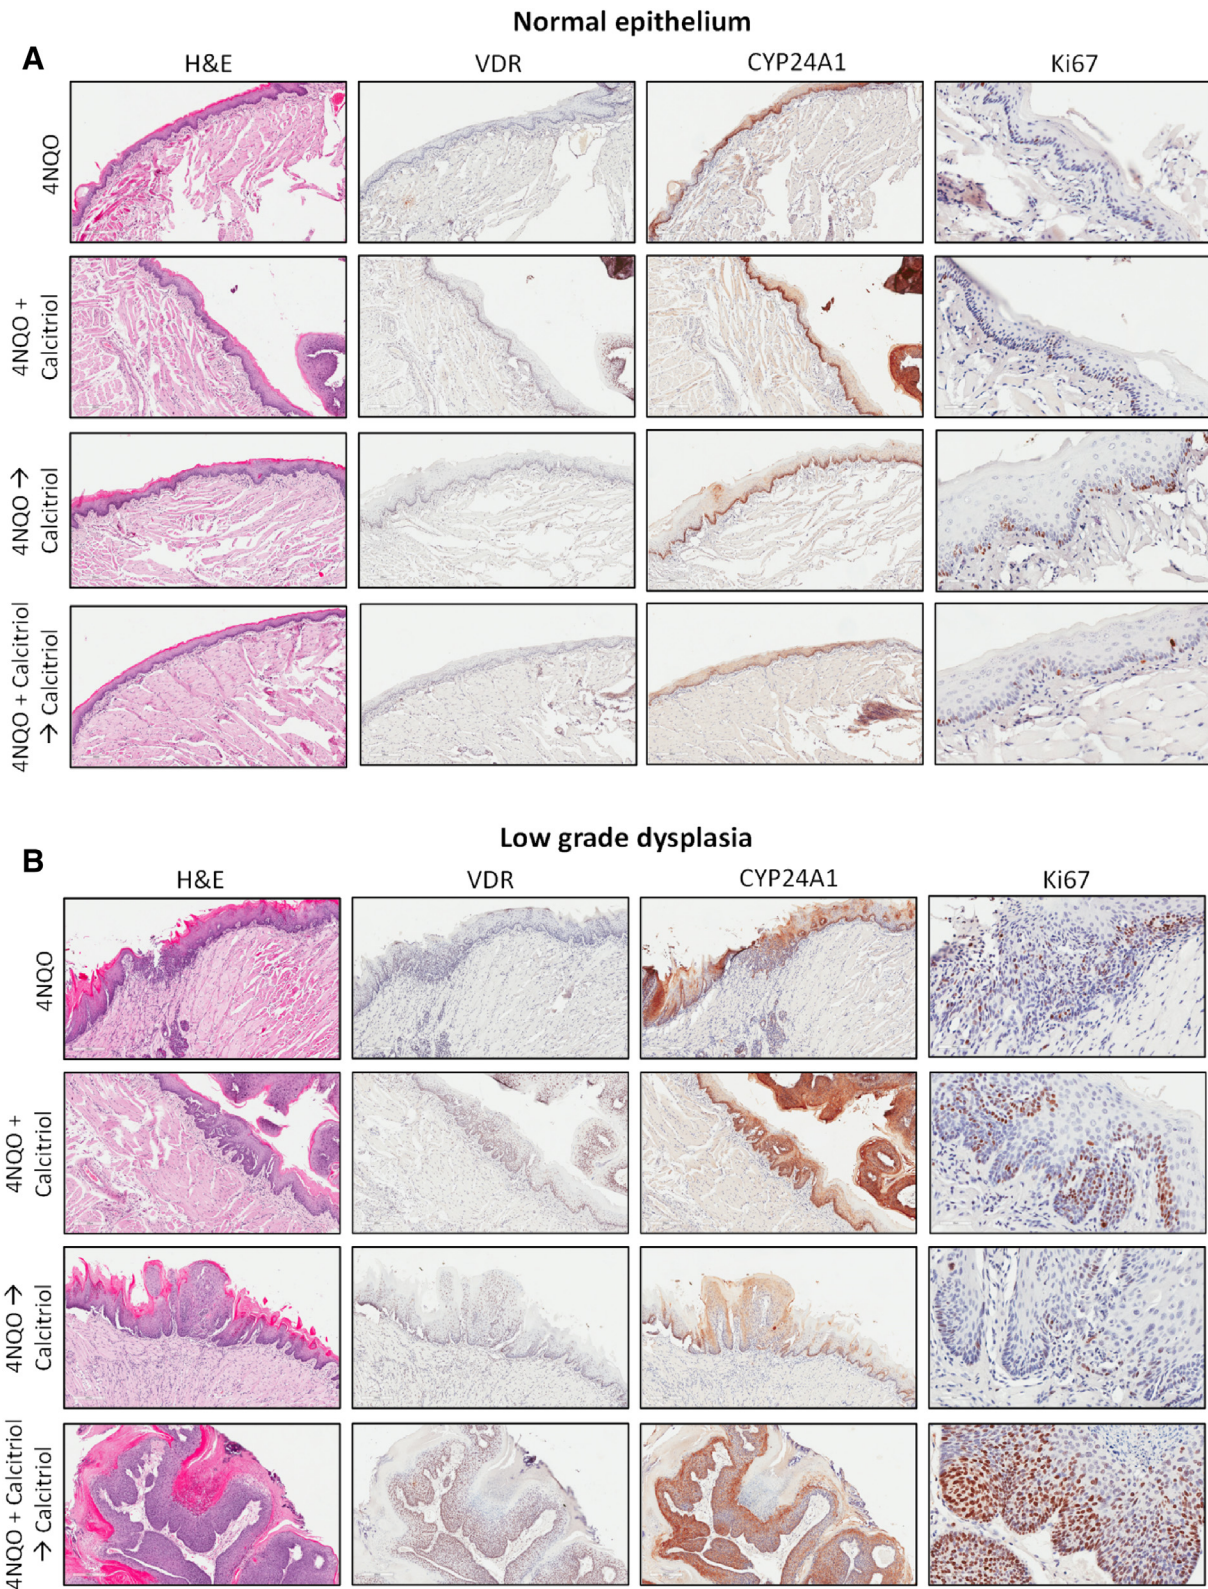 Normal epithelium
A
H&E VDR CYP24A1 Ki67
4NQO
4NQO +
Calcitriol
4NQO →
Calcitriol
4NQO + Calcitriol
→ Calcitriol
Low grade dysplasia
B
H&E VDR CYP24A1 Ki67
4NQO
4NQO +
Calcitriol
4NQO →
Calcitriol
4NQO + Calcitriol
→ Calcitriol